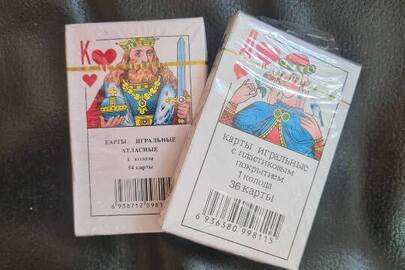 К
КАРТЫ ИГРАЛЬНЫЕ
АТЛАСНЫЕ
1 колода
54 карты
Д
карты игральные
с пластиковым
покрытием
1 колода
36 карты
6 936380 998115